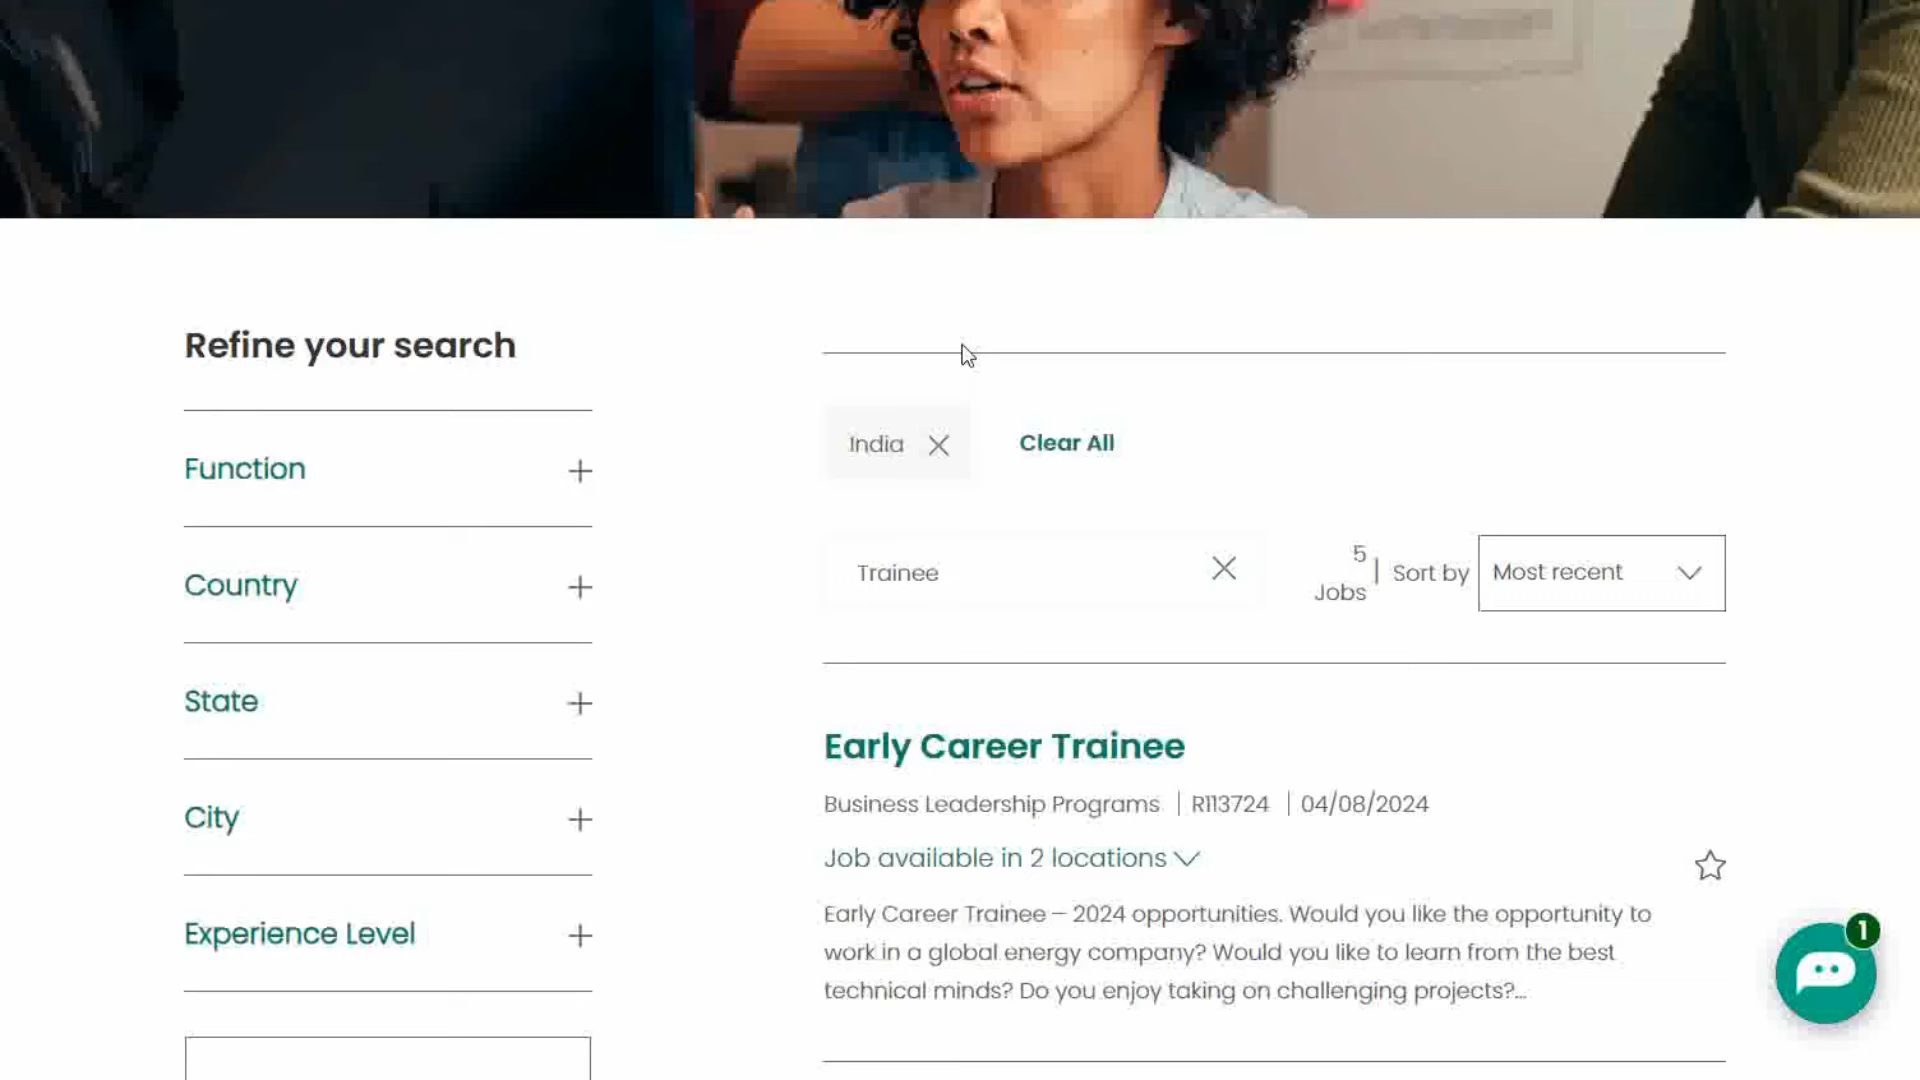 Refine your search
Function
Country
State
City
Experience Level
India
Clear All
Trainee
5
Jobs
Sort by
Most recent
Early Career Trainee
Business Leadership Programs | R113724 | 04/08/2024
Job available in 2 locations
Early Career Trainee – 2024 opportunities. Would you like the opportunity to
work in a global energy company? Would you like to learn from the best
technical minds? Do you enjoy taking on challenging projects?...
1